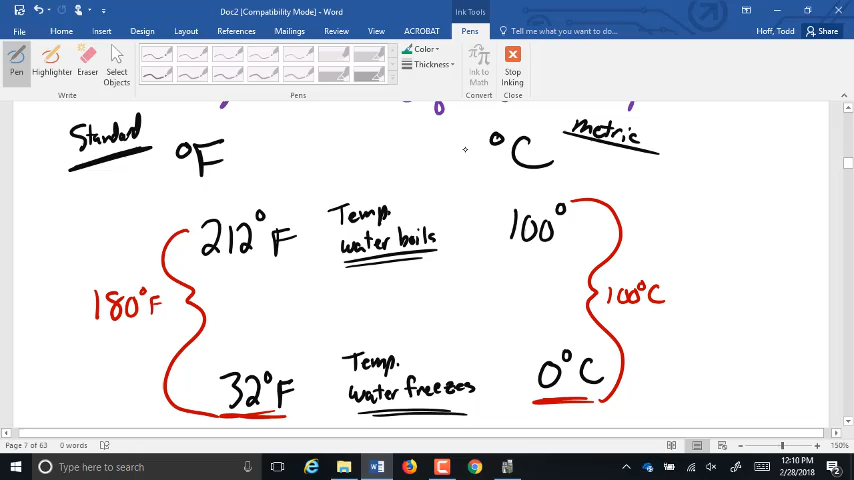 Doc2 [Compatibility Mode] - Word
Ink Tools
Hoff, Todd
File
Home
Insert
Design
Layout
References
Mailings
Review
View
ACROBAT
Pens
Tell me what you want to do...
Share
Pen
Highlighter
Eraser
Select Objects
Color
Thickness
Ink to Math
Stop Inking
Write
Pens
Convert
Close
Standard
metric
°F
°C
212°F
Temp. water boils
100°
180°F
100°C
32°F
Temp. water freezes
0°C
Page 7 of 63
0 words
150%
Type here to search
12:10 PM
2/28/2018
2